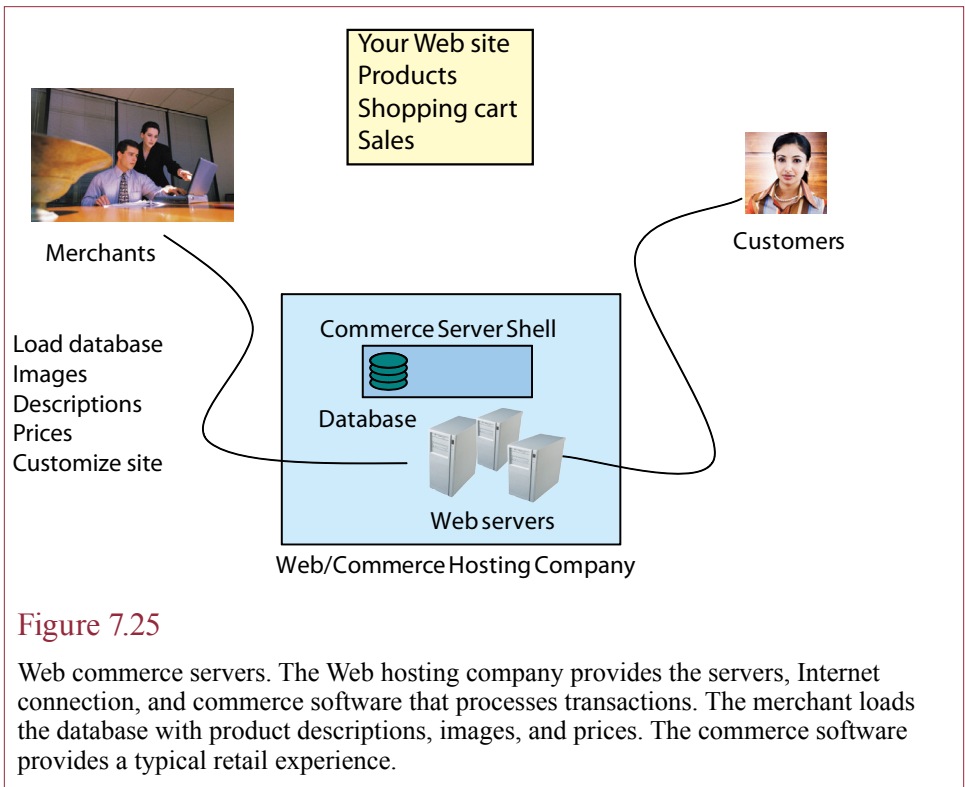 Your Web site
Products
Shopping cart
Sales
Merchants
Customers
Load database
Images
Descriptions
Prices
Customize site
Commerce Server Shell
Database
Web servers
Web/Commerce Hosting Company
Figure 7.25
Web commerce servers. The Web hosting company provides the servers, Internet
connection, and commerce software that processes transactions. The merchant loads
the database with product descriptions, images, and prices. The commerce software
provides a typical retail experience.